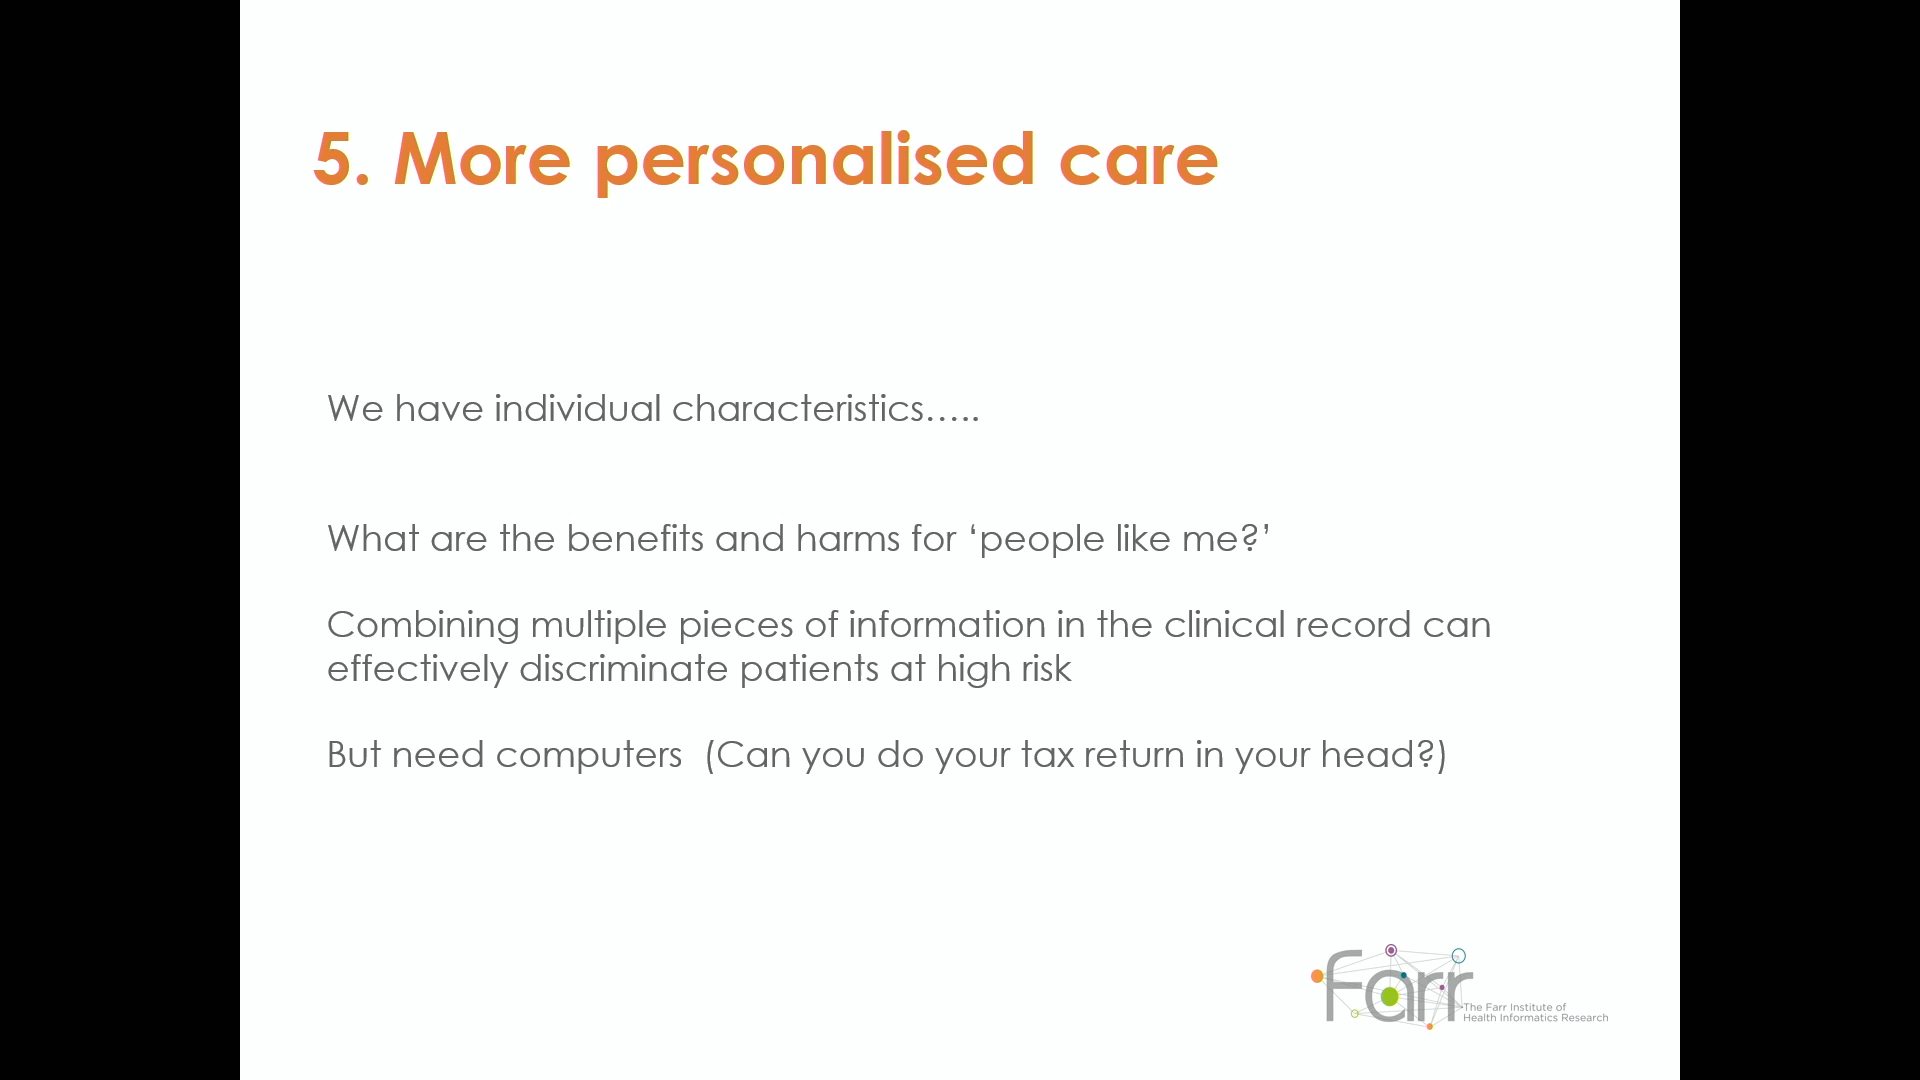 5. More personalised care
We have individual characteristics…..
What are the benefits and harms for ‘people like me?’
Combining multiple pieces of information in the clinical record can
effectively discriminate patients at high risk
But need computers  (Can you do your tax return in your head?)
farr
The Farr Institute of
Health Informatics Research